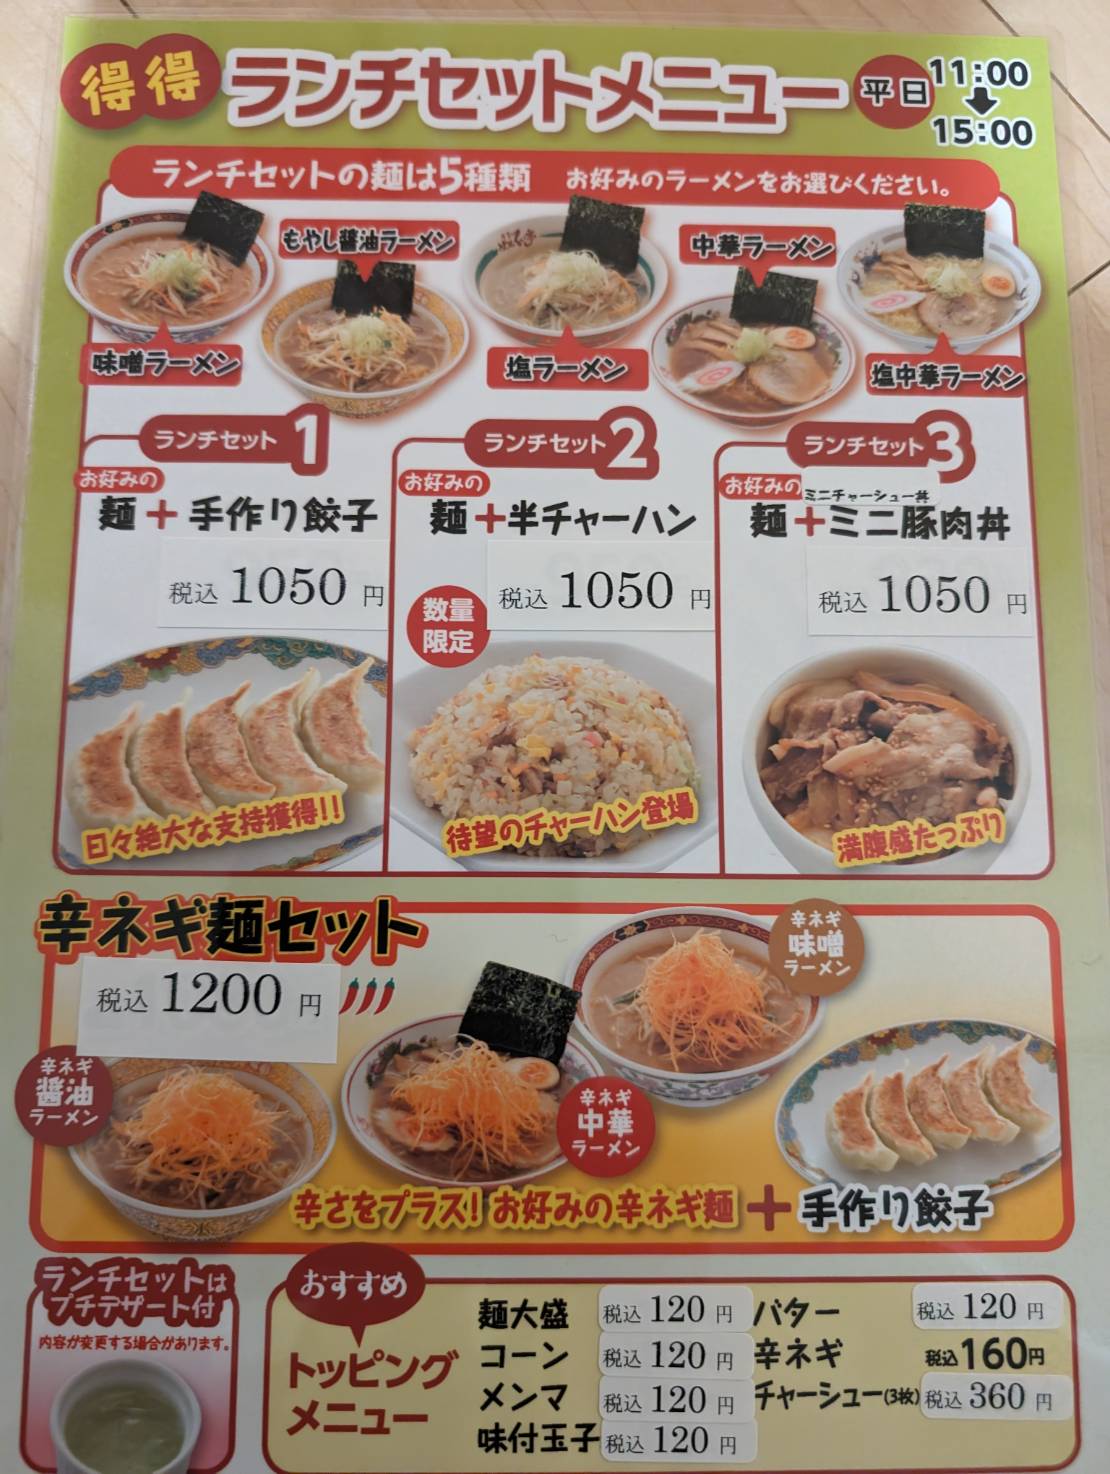 得得 ランチセットメニュー 平日 11:00
15:00
ランチセットの麺は5種類 お好みのラーメンをお選びください。
もやし醤油ラーメン
中華ラーメン
味噌ラーメン
塩ラーメン
塩中華ラーメン
ランチセット1
お好みの
麺+手作り餃子
税込 1050 円
日々絶大な支持獲得!!
ランチセット2
お好みの
麺+半チャーハン
税込 1050 円
数量
限定
待望のチャーハン登場
ランチセット3
お好みの
ミニチャーシュー丼
麺+ミニ豚肉丼
税込 1050 円
満腹感たっぷり
辛ネギ麺セット
税込 1200 円
辛ネギ
味噌
ラーメン
辛ネギ
醤油
ラーメン
辛ネギ
中華
ラーメン
辛さをプラス! お好みの辛ネギ麺+手作り餃子
ランチセットは
プチデザート付
内容が変更する場合があります。
おすすめ
トッピング
メニュー
麺大盛 税込 120 円
コーン 税込 120 円
メンマ 税込 120 円
味付玉子 税込 120 円
バター 税込 120 円
辛ネギ 税込160円
チャーシュー(3枚) 税込 360 円